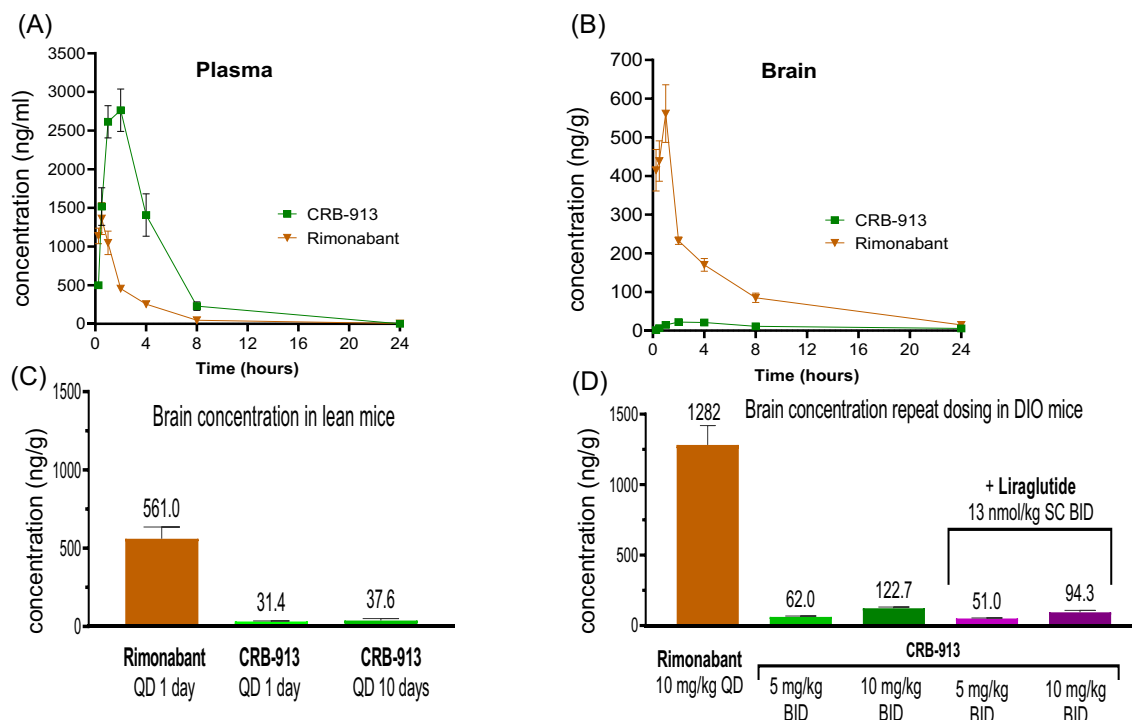 (A)
Plasma
concentration (ng/ml)
3500
3000
2500
2000
1500
1000
500
0
0 4 8 12 16 20 24
Time (hours)
CRB-913
Rimonabant
(B)
Brain
concentration (ng/g)
700
600
500
400
300
200
100
0
0 4 8 12 16 20 24
Time (hours)
CRB-913
Rimonabant
(C)
Brain concentration in lean mice
concentration (ng/g)
1500
1000
500
0
561.0
31.4
37.6
Rimonabant
QD 1 day
CRB-913
QD 1 day
CRB-913
QD 10 days
(D)
Brain concentration repeat dosing in DIO mice
concentration (ng/g)
1500
1000
500
0
1282
62.0
122.7
51.0
94.3
+ Liraglutide
13 nmol/kg SC BID
Rimonabant
10 mg/kg QD
CRB-913
5 mg/kg
BID
10 mg/kg
BID
5 mg/kg
BID
10 mg/kg
BID